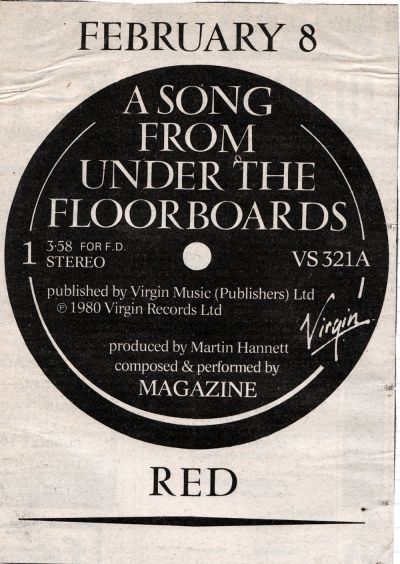 FEBRUARY 8
A SONG
FROM
UNDER THE
FLOORBOARDS
1 3·58 FOR F.D.
STEREO
VS 321A
published by Virgin Music (Publishers) Ltd
℗ 1980 Virgin Records Ltd
Virgin
produced by Martin Hannett
composed & performed by
MAGAZINE
RED